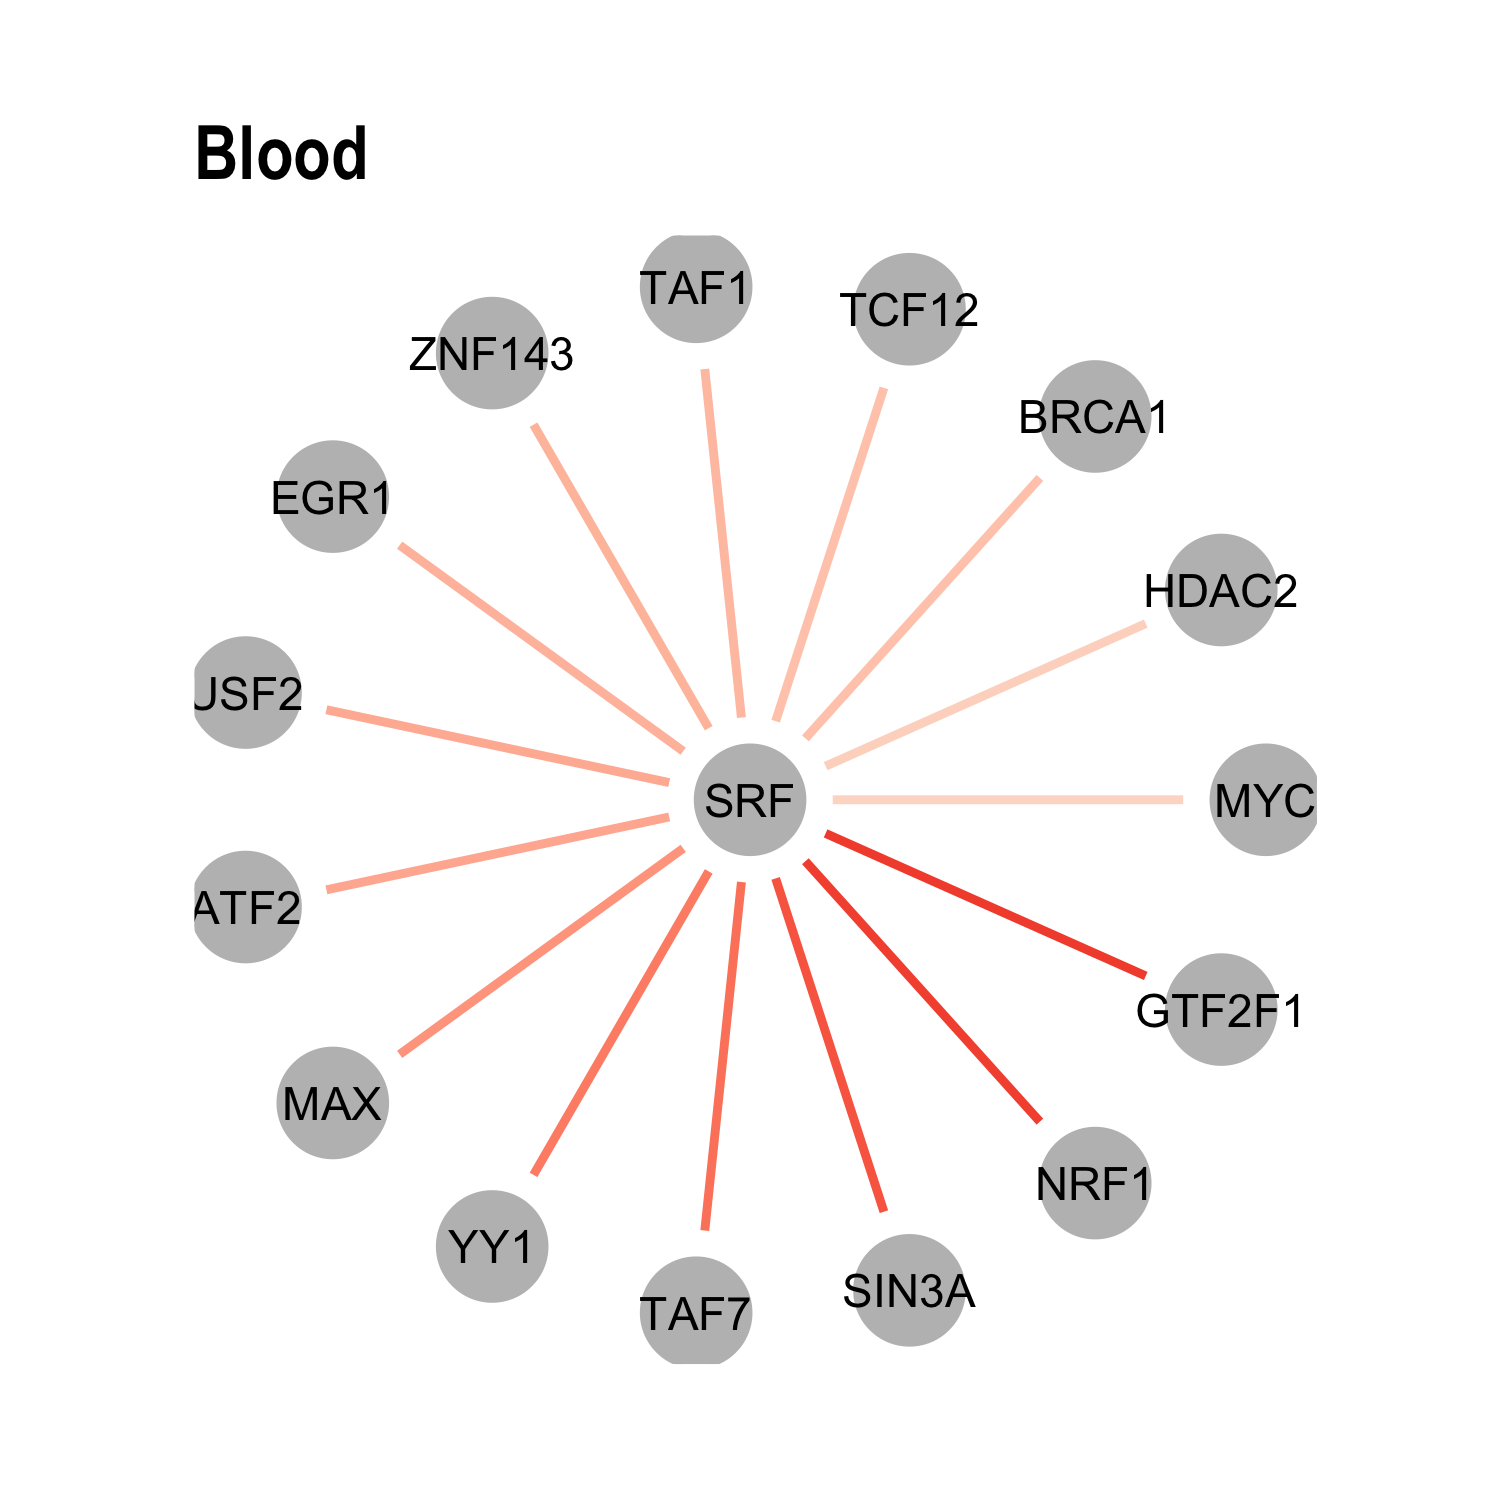 Blood
TAF1
TCF12
ZNF143
BRCA1
EGR1
HDAC2
USF2
SRF
MYC
ATF2
GTF2F1
MAX
NRF1
YY1
SIN3A
TAF7